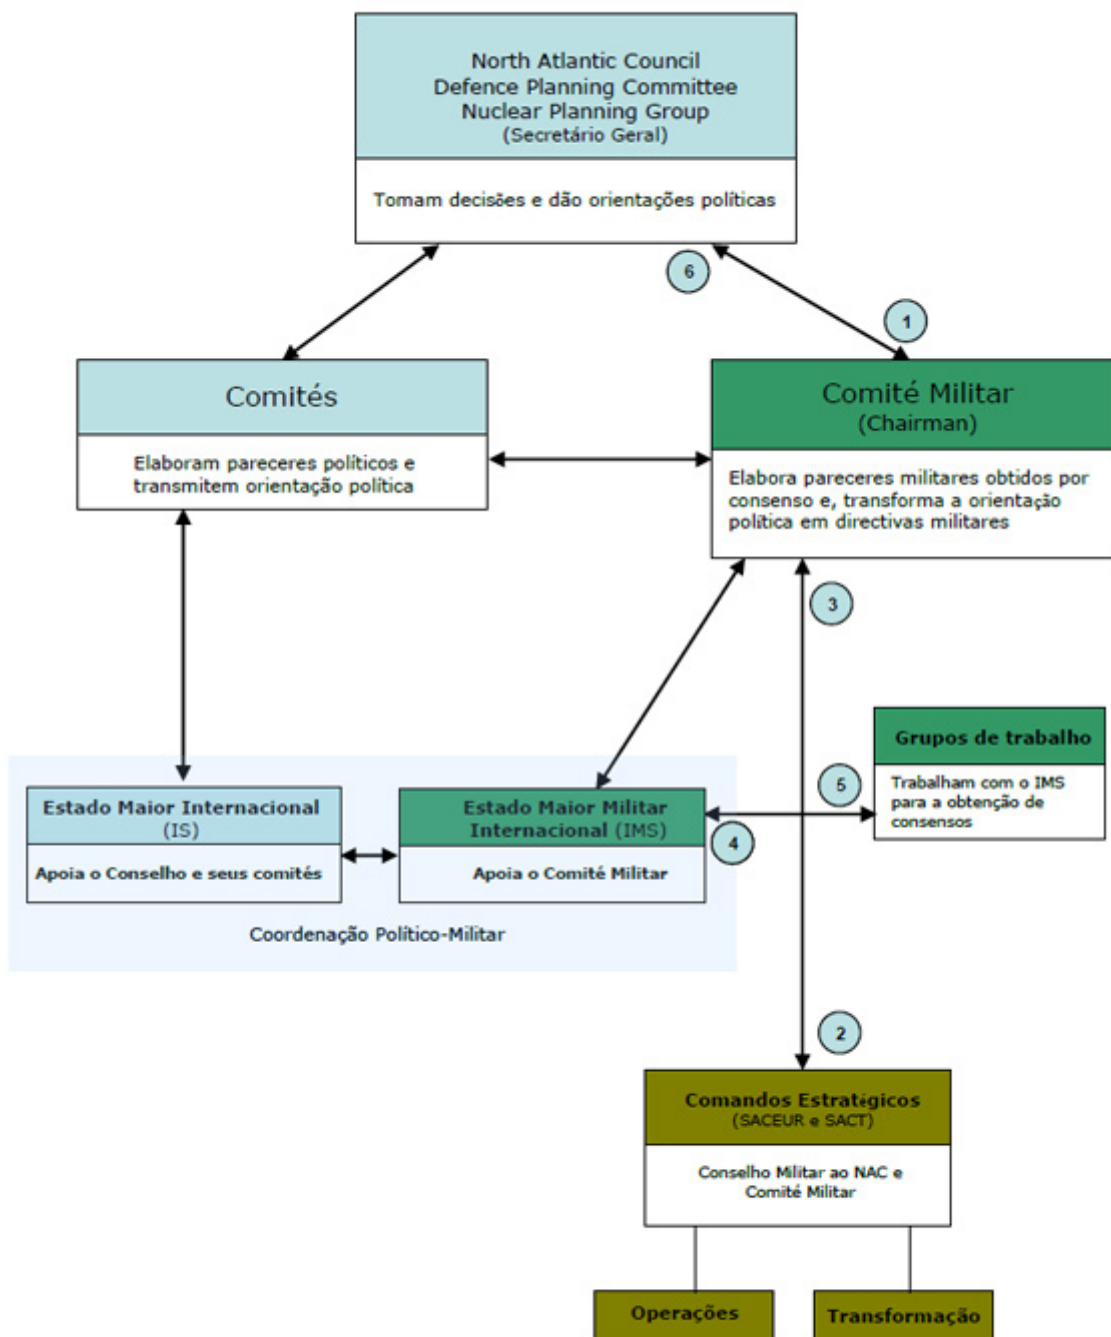 North Atlantic Council
Defence Planning Committee
Nuclear Planning Group
(Secretário Geral)
Tomam decisões e dão orientações políticas
6
1
Comités
Elaboram pareceres políticos e
transmitem orientação política
Comité Militar
(Chairman)
Elabora pareceres militares obtidos por
consenso e, transforma a orientação
política em directivas militares
3
Grupos de trabalho
Trabalham com o IMS
para a obtenção de
consensos
5
4
Estado Maior Internacional
(IS)
Apoia o Conselho e seus comités
Estado Maior Militar
Internacional (IMS)
Apoia o Comité Militar
Coordenação Político-Militar
2
Comandos Estratégicos
(SACEUR e SACT)
Conselho Militar ao NAC e
Comité Militar
Operações
Transformação